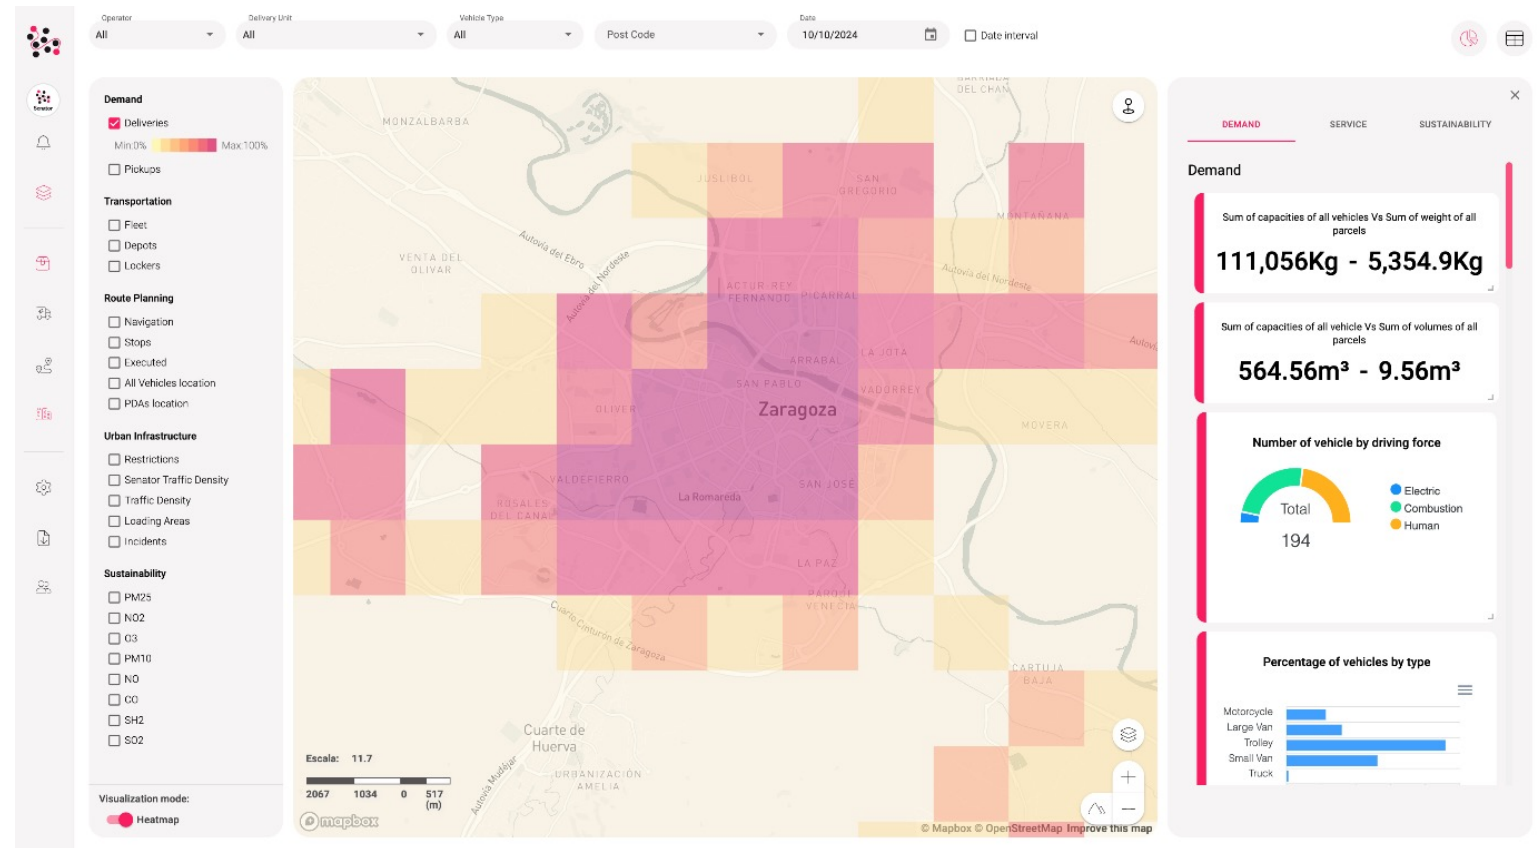 Operator
All
Delivery Unit
All
Vehicle Type
All
Post Code
Date
10/10/2024
Date interval
Senator
Demand
Deliveries
Min:0%
Max:100%
Pickups
Transportation
Fleet
Depots
Lockers
Route Planning
Navigation
Stops
Executed
All Vehicles location
PDAs location
Urban Infrastructure
Restrictions
Senator Traffic Density
Traffic Density
Loading Areas
Incidents
Sustainability
PM25
NO2
O3
PM10
NO
CO
SH2
SO2
Visualization mode:
Heatmap
DEL CHAN
MONZALBARBA
JUSLIBOL
SAN
GREGORIO
MONTAÑANA
Autovía del Ebro
Autovía del Nordeste
VENTA DEL
OLIVAR
Autovía del Nordeste
ACTUR-REY
FERNANDO
PICARRAL
ARRABAL
LA JOTA
SAN PABLO
VADORREY
OLIVER
Zaragoza
MOVERA
VALDEFIERRO
SAN JOSÉ
La Romareda
ROSALES
DEL CANAL
LA PAZ
PARQUE
VENECIA
Cuarto Cinturón de Zaragoza
CARTUJA
BAJA
Cuarte de
Huerva
URBANIZACIÓN
AMELIA
Autovía Mudéjar
Escala: 11.7
2067 1034 0 517
(m)
mapbox
© Mapbox © OpenStreetMap Improve this map
DEMAND
SERVICE
SUSTAINABILITY
Demand
Sum of capacities of all vehicles Vs Sum of weight of all
parcels
111,056Kg - 5,354.9Kg
Sum of capacities of all vehicle Vs Sum of volumes of all
parcels
564.56m³ - 9.56m³
Number of vehicle by driving force
Total
194
Electric
Combustion
Human
Percentage of vehicles by type
Motorcycle
Large Van
Trolley
Small Van
Truck